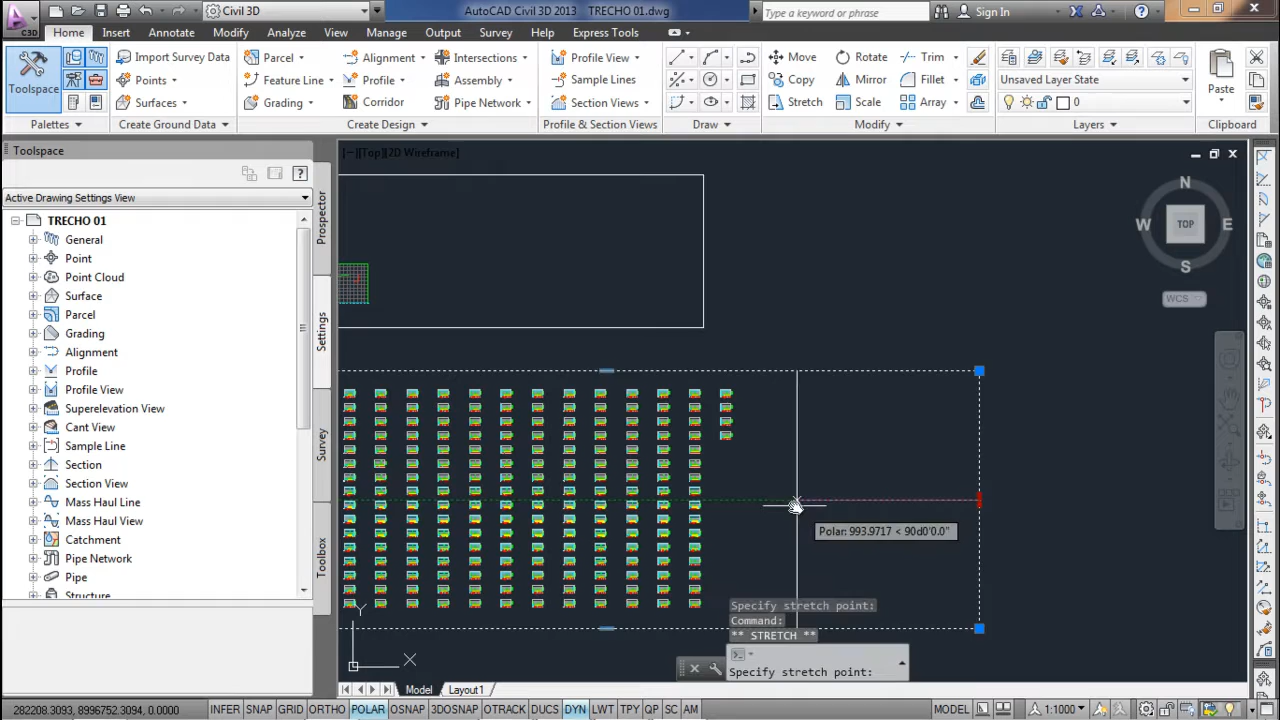 Civil 3D
AutoCAD Civil 3D 2013 TRECHO 01.dwg
Type a keyword or phrase
Sign In
C3D
Home Insert Annotate Modify Analyze View Manage Output Survey Help Express Tools
Toolspace
Import Survey Data
Points
Surfaces
Parcel
Feature Line
Grading
Alignment
Profile
Corridor
Intersections
Assembly
Pipe Network
Profile View
Sample Lines
Section Views
Move Rotate Trim
Copy Mirror Fillet
Stretch Scale Array
Unsaved Layer State
0
Paste
Palettes
Create Ground Data
Create Design
Profile & Section Views
Draw
Modify
Layers
Clipboard
Toolspace
Active Drawing Settings View
TRECHO 01
General
Point
Point Cloud
Surface
Parcel
Grading
Alignment
Profile
Profile View
Superelevation View
Cant View
Sample Line
Section
Section View
Mass Haul Line
Mass Haul View
Catchment
Pipe Network
Pipe
Structure
Prospector
Settings
Survey
Toolbox
[−][Top][2D Wireframe]
N
W TOP E
S
WCS
Polar: 993.9717 < 90d0'0.0"
Specify stretch point:
Command:
** STRETCH **
Specify stretch point:
Y
X
Model Layout1
282208.3093, 8996752.3094, 0.0000
INFER SNAP GRID ORTHO POLAR OSNAP 3DOSNAP OTRACK DUCS DYN LWT TPY QP SC AM
MODEL
1:1000